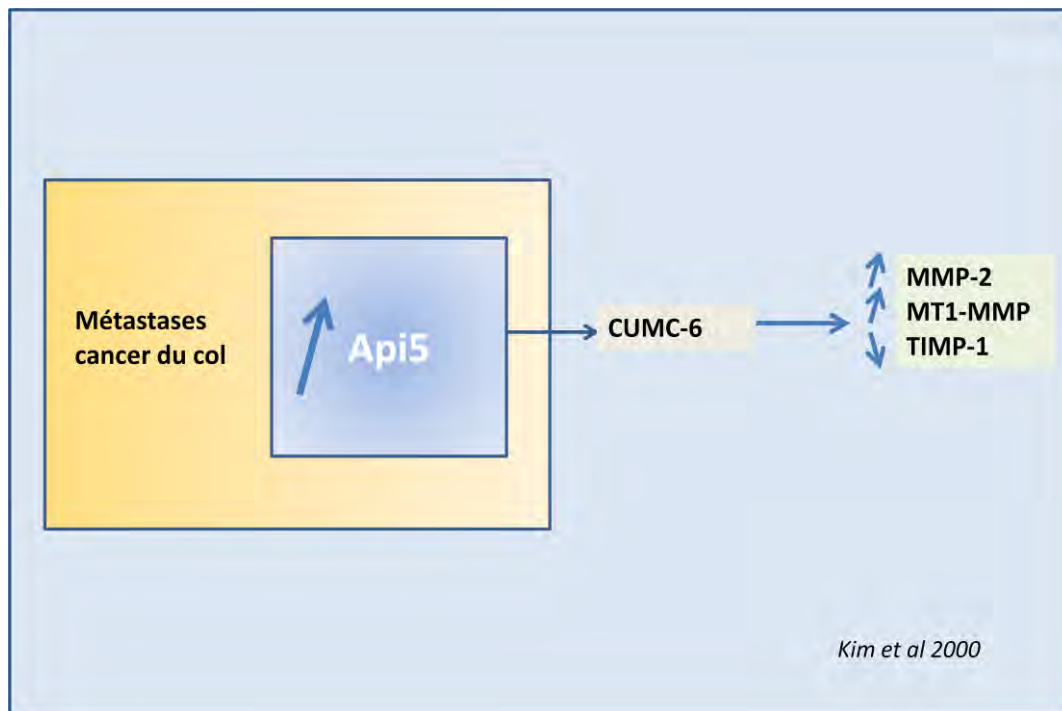 Métastases
cancer du col
Api5
CUMC-6
MMP-2
MT1-MMP
TIMP-1
Kim et al 2000